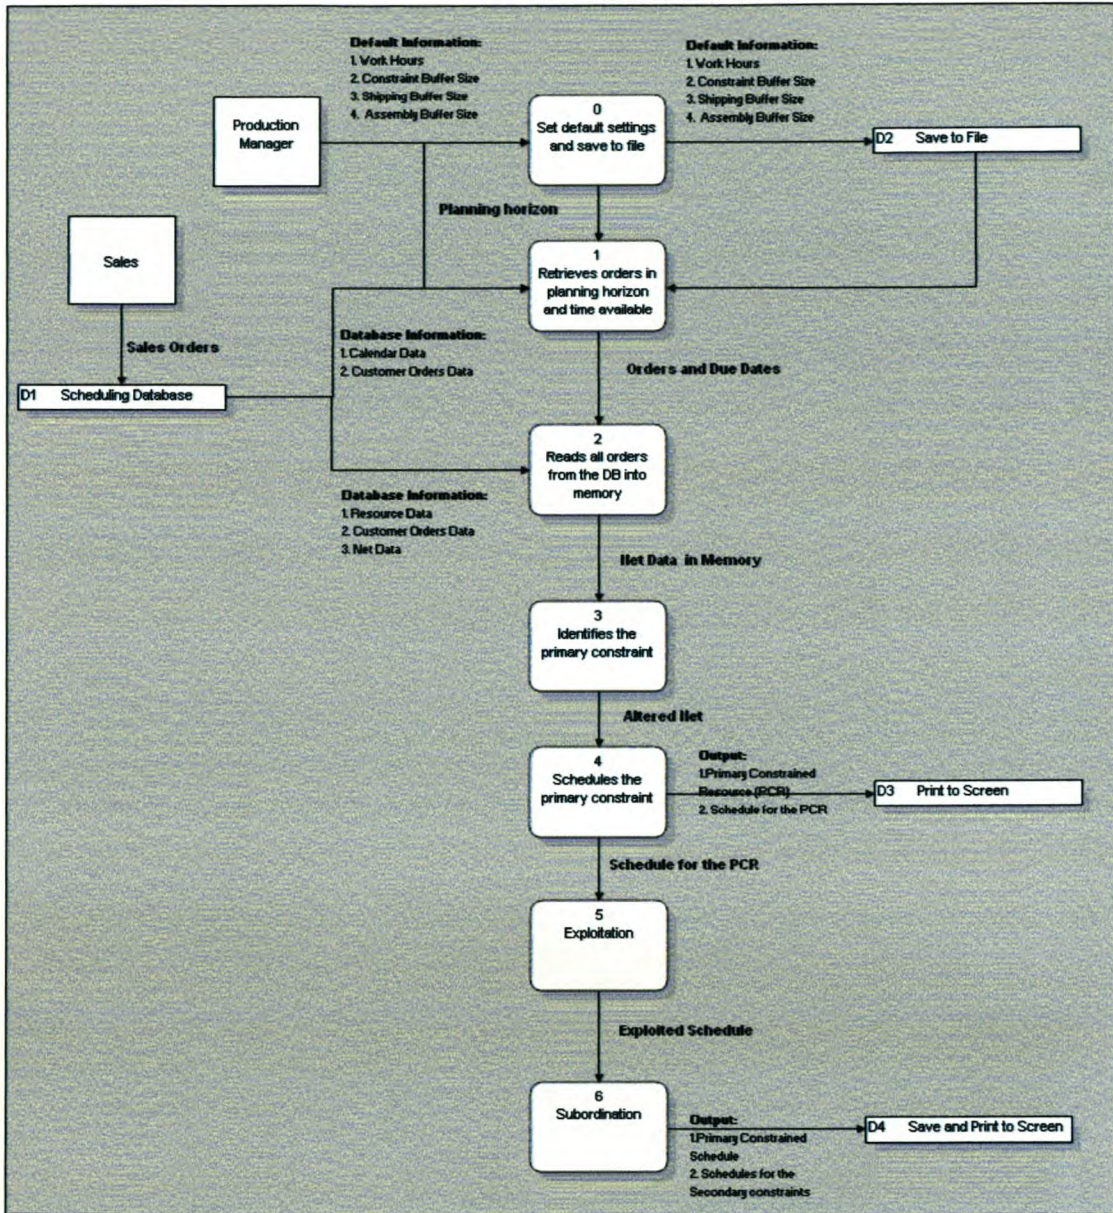 Default Information:
1. Work Hours
2. Constraint Buffer Size
3. Shipping Buffer Size
4. Assembly Buffer Size
Default Information:
1. Work Hours
2. Constraint Buffer Size
3. Shipping Buffer Size
4. Assembly Buffer Size
Production
Manager
0
Set default settings
and save to file
D2 Save to File
Planning horizon
Sales
1
Retrieves orders in
planning horizon
and time available
Sales Orders
Database Information:
1. Calendar Data
2. Customer Orders Data
Orders and Due Dates
D1 Scheduling Database
2
Reads all orders
from the DB into
memory
Database Information:
1. Resource Data
2. Customer Orders Data
3. Net Data
Net Data in Memory
3
Identifies the
primary constraint
Altered Net
4
Schedules the
primary constraint
Output:
1.Primary Constrained
Resource (PCR)
2. Schedule for the PCR
D3 Print to Screen
Schedule for the PCR
5
Exploitation
Exploited Schedule
6
Subordination
Output:
1.Primary Constrained
Schedule
2. Schedules for the
Secondary constraints
D4 Save and Print to Screen